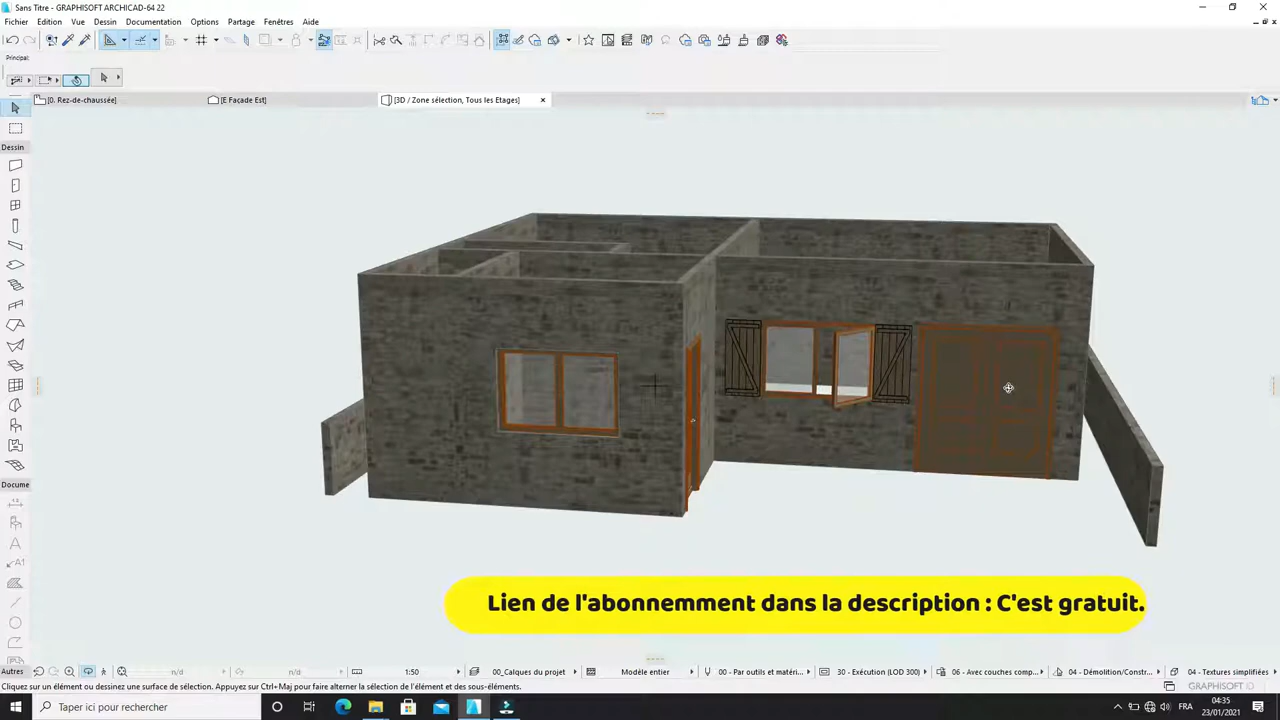 Sans Titre - GRAPHISOFT ARCHICAD-64 22
Fichier Edition Vue Dessin Documentation Options Partage Fenêtres Aide
Principal:
[0. Rez-de-chaussée] [E Façade Est] [3D / Zone sélection, Tous les Etages]
Dessin
Docume
Lien de l'abonnemment dans la description : C'est gratuit.
Autres n/d n/d 1:50 00_Calques du projet Modèle entier 00 - Par outils et matéri... 30 - Exécution (LOD 300) 06 - Avec couches comp... 04 - Démolition/Constr... 04 - Textures simplifiées
Cliquez sur un élément ou dessinez une surface de sélection. Appuyez sur Ctrl+Maj pour faire alterner la sélection de l'élément et des sous-éléments.
GRAPHISOFT
Taper ici pour rechercher
FRA
04:35
23/01/2021